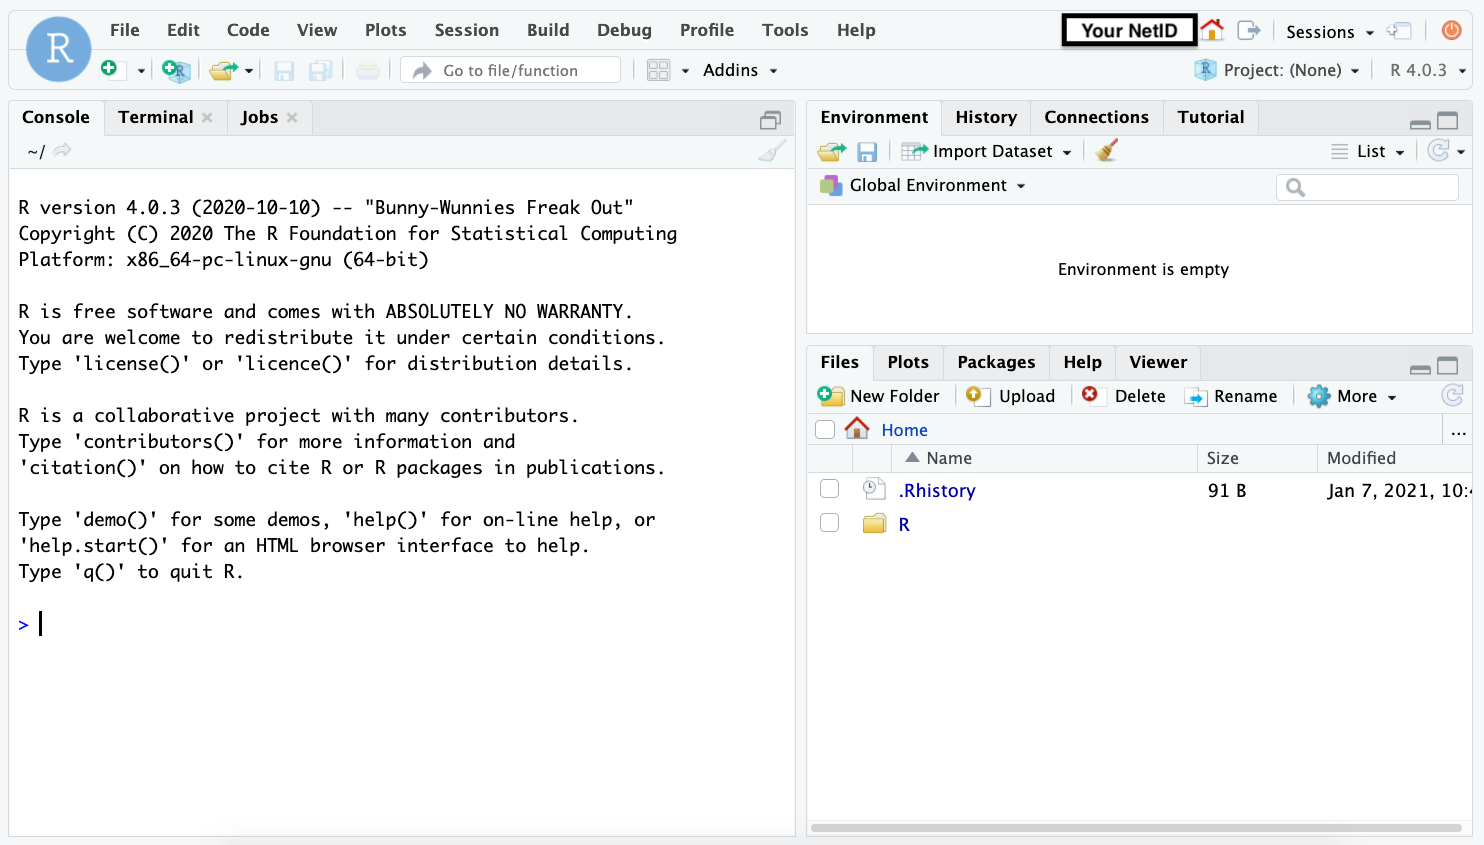 R File Edit Code View Plots Session Build Debug Profile Tools Help Your NetID Sessions
R Go to file/function Addins R Project: (None) R 4.0.3
Console Terminal Jobs
~/
R version 4.0.3 (2020-10-10) -- "Bunny-Wunnies Freak Out"
Copyright (C) 2020 The R Foundation for Statistical Computing
Platform: x86_64-pc-linux-gnu (64-bit)
R is free software and comes with ABSOLUTELY NO WARRANTY.
You are welcome to redistribute it under certain conditions.
Type 'license()' or 'licence()' for distribution details.
R is a collaborative project with many contributors.
Type 'contributors()' for more information and
'citation()' on how to cite R or R packages in publications.
Type 'demo()' for some demos, 'help()' for on-line help, or
'help.start()' for an HTML browser interface to help.
Type 'q()' to quit R.
>
Environment History Connections Tutorial
Import Dataset List
Global Environment
Environment is empty
Files Plots Packages Help Viewer
New Folder Upload Delete Rename More
Home ...
Name Size Modified
.Rhistory 91 B Jan 7, 2021, 10:4
R